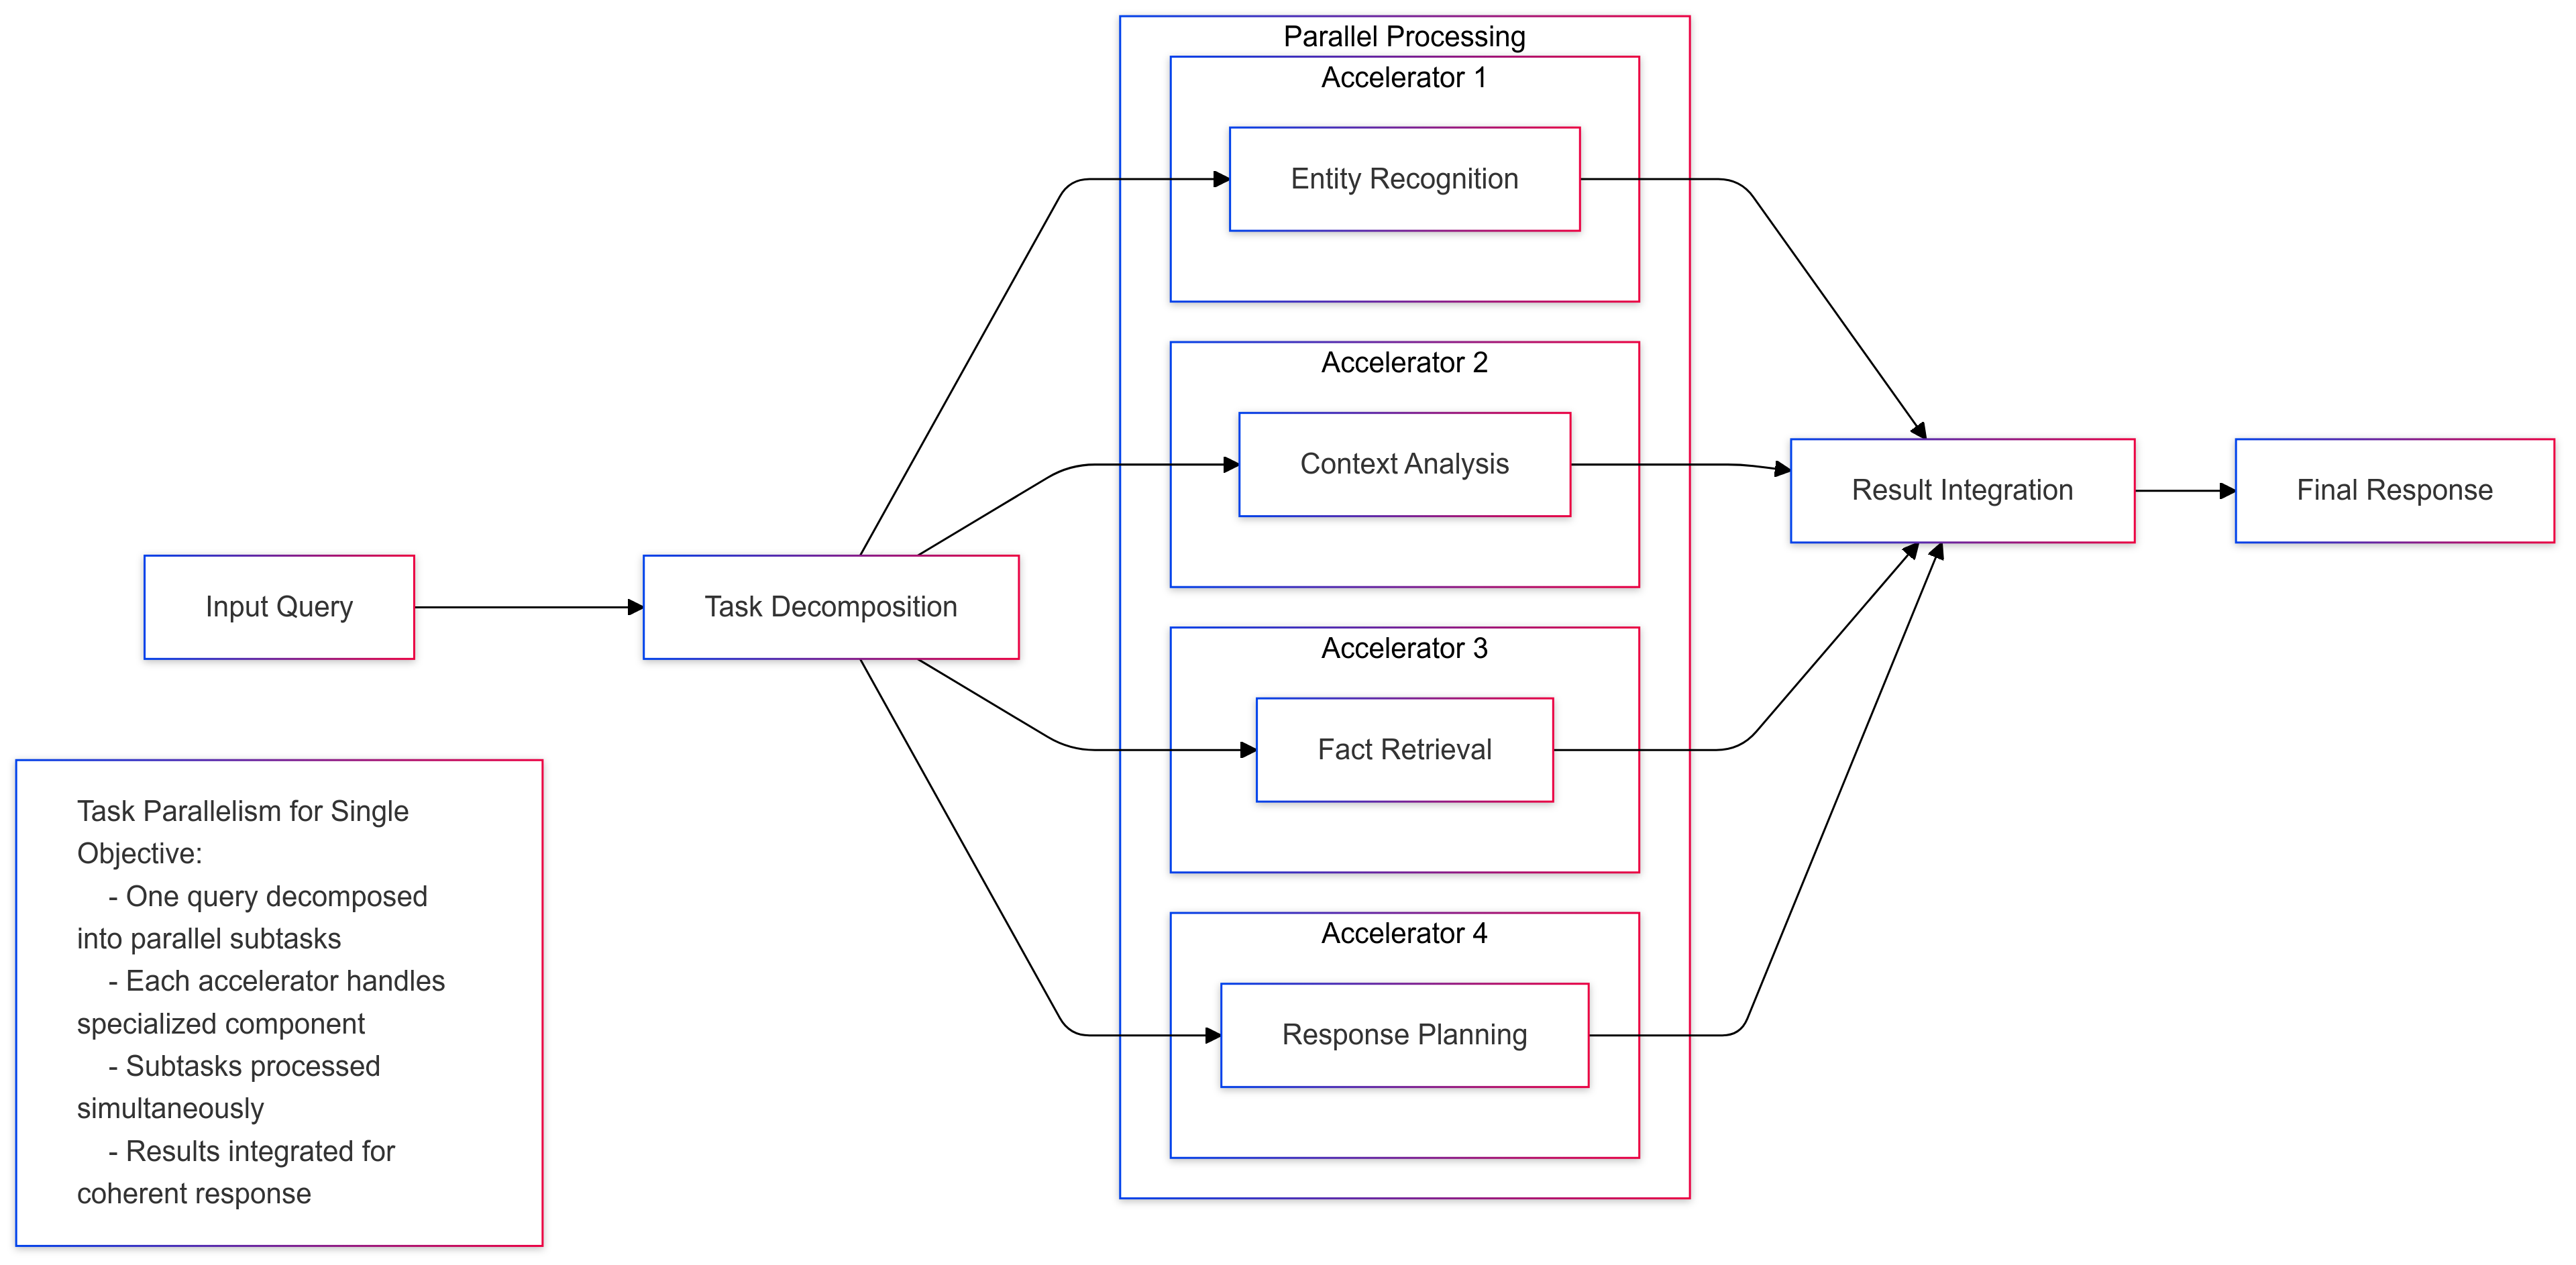 Parallel Processing
Accelerator 1
Entity Recognition
Accelerator 2
Context Analysis
Accelerator 3
Fact Retrieval
Accelerator 4
Response Planning
Input Query
Task Decomposition
Result Integration
Final Response
Task Parallelism for Single
Objective:
- One query decomposed
into parallel subtasks
- Each accelerator handles
specialized component
- Subtasks processed
simultaneously
- Results integrated for
coherent response